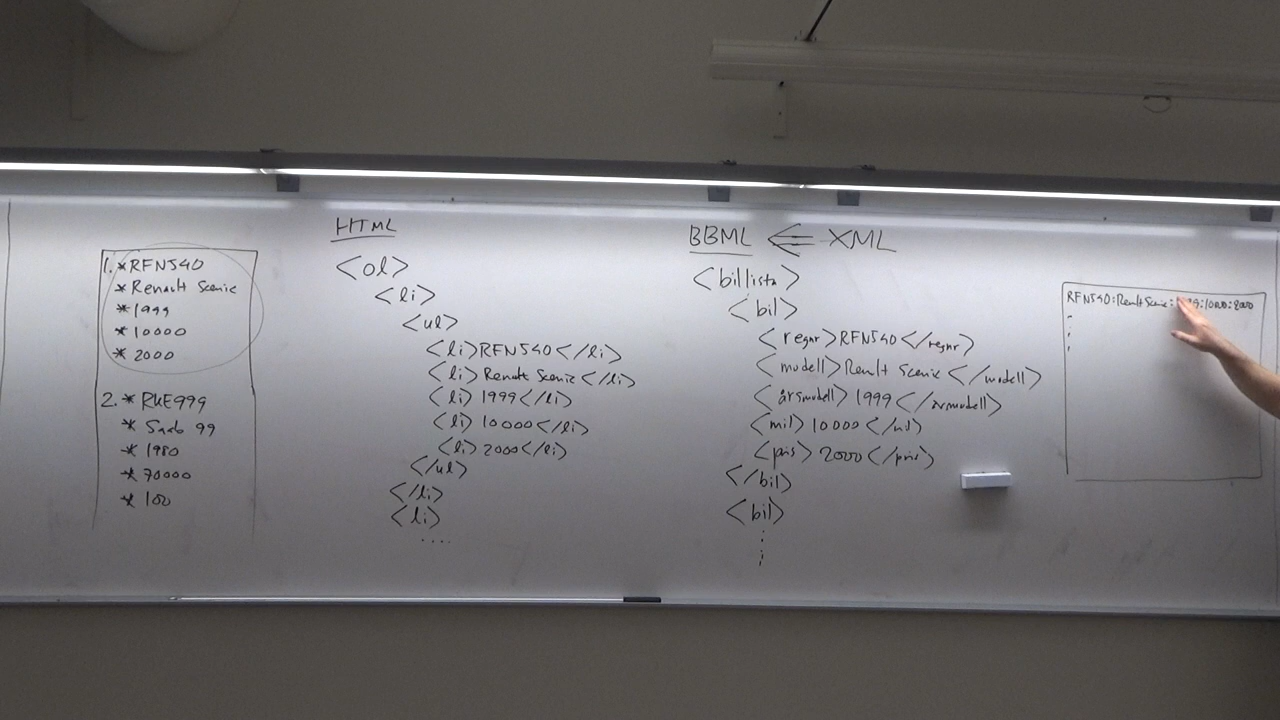 1. *RFN540
*Renault Scenic
*1999
*10000
* 2000
2. * RUE999
* Saab 99
* 1980
* 70000
* 100
HTML
<ol>
<li>
<ul>
<li>RFN540</li>
<li>Renault Scenic</li>
<li>1999</li>
<li>10000</li>
<li>2000</li>
</ul>
</li>
<li>
....
BBML <= XML
<billista>
<bil>
<regnr>RFN540</regnr>
<modell>Renault Scenic</modell>
<årsmodell>1999</årsmodell>
<mil>10000</mil>
<pris>2000</pris>
</bil>
<bil>
RFN540:Renault Scenic:
:1000:2000